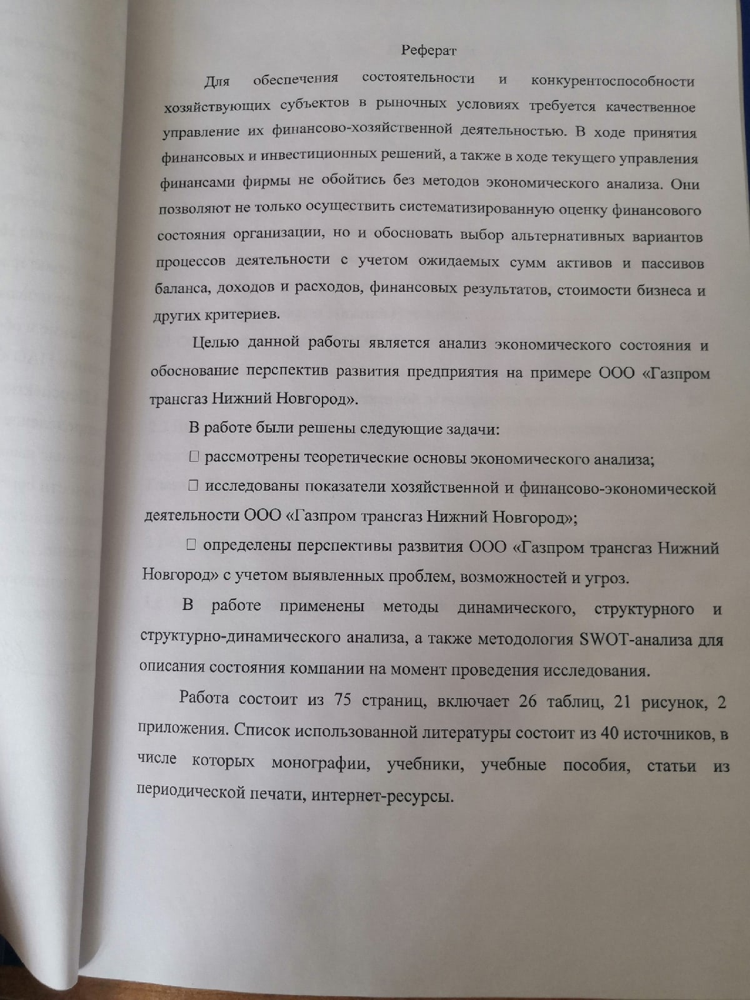 Реферат
Для обеспечения состоятельности и конкурентоспособности
хозяйствующих субъектов в рыночных условиях требуется качественное
управление их финансово-хозяйственной деятельностью. В ходе принятия
финансовых и инвестиционных решений, а также в ходе текущего управления
финансами фирмы не обойтись без методов экономического анализа. Они
позволяют не только осуществить систематизированную оценку финансового
состояния организации, но и обосновать выбор альтернативных вариантов
процессов деятельности с учетом ожидаемых сумм активов и пассивов
баланса, доходов и расходов, финансовых результатов, стоимости бизнеса и
других критериев.
Целью данной работы является анализ экономического состояния и
обоснование перспектив развития предприятия на примере ООО «Газпром
трансгаз Нижний Новгород».
В работе были решены следующие задачи:
рассмотрены теоретические основы экономического анализа;
исследованы показатели хозяйственной и финансово-экономической
деятельности ООО «Газпром трансгаз Нижний Новгород»;
определены перспективы развития ООО «Газпром трансгаз Нижний
Новгород» с учетом выявленных проблем, возможностей и угроз.
В работе применены методы динамического, структурного и
структурно-динамического анализа, а также методология SWOT-анализа для
описания состояния компании на момент проведения исследования.
Работа состоит из 75 страниц, включает 26 таблиц, 21 рисунок, 2
приложения. Список использованной литературы состоит из 40 источников, в
числе которых монографии, учебники, учебные пособия, статьи из
периодической печати, интернет-ресурсы.